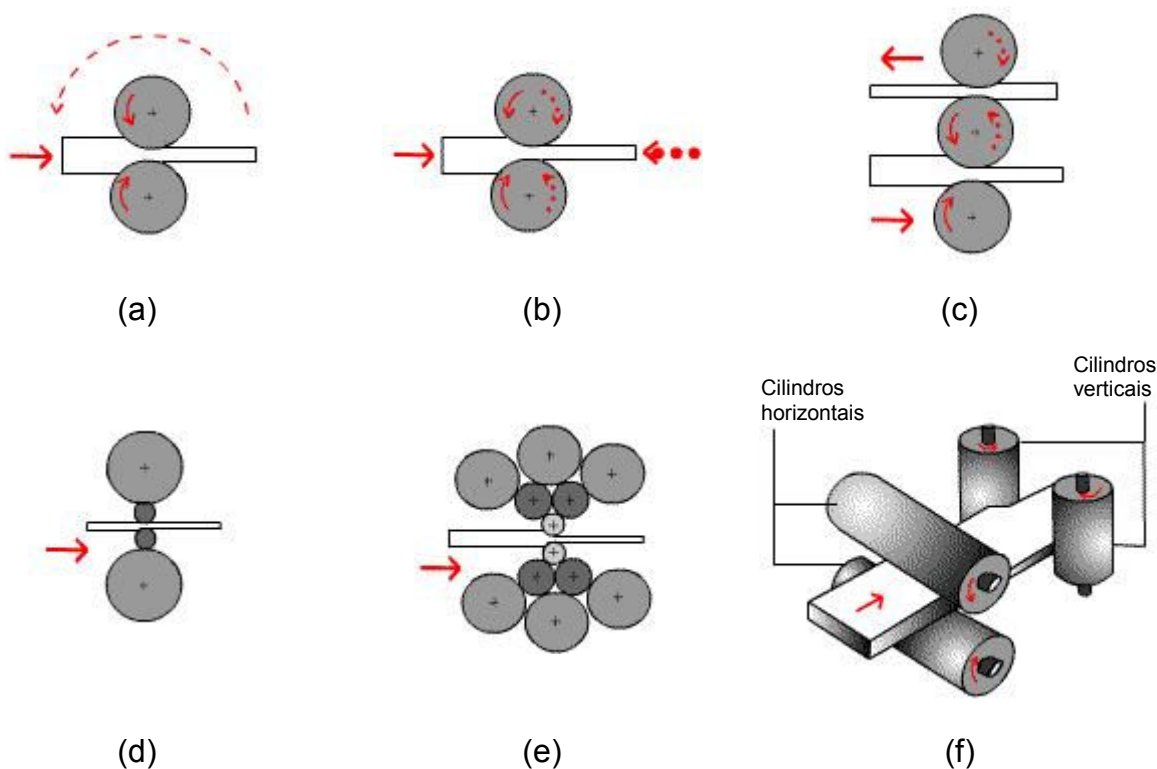 (a)
(b)
(c)
Cilindros
horizontais
Cilindros
verticais
(d)
(e)
(f)